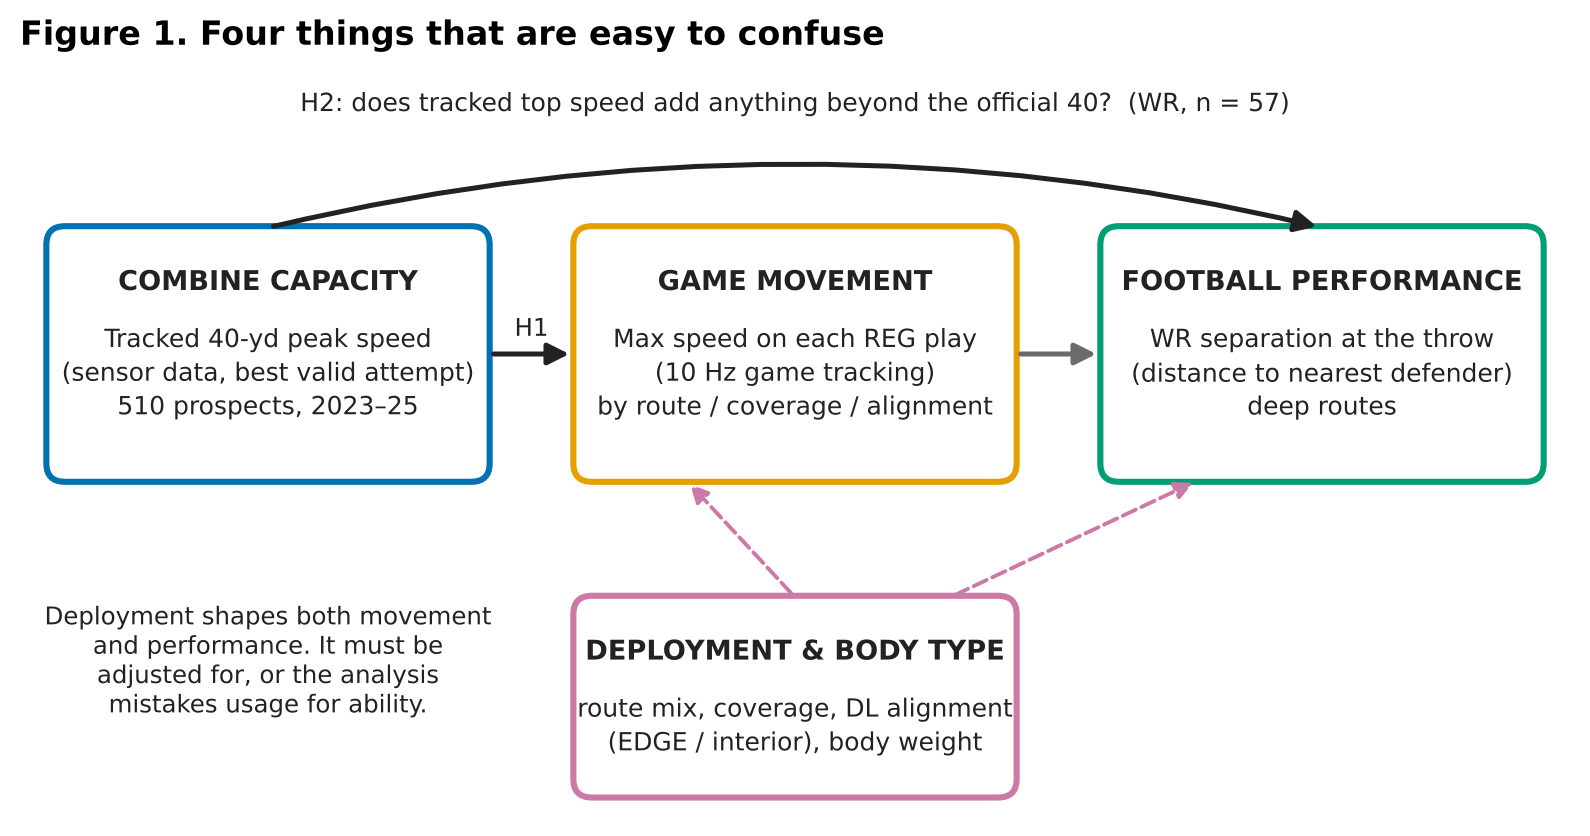 Figure 1. Four things that are easy to confuse
H2: does tracked top speed add anything beyond the official 40?  (WR, n = 57)
COMBINE CAPACITY
Tracked 40-yd peak speed
(sensor data, best valid attempt)
510 prospects, 2023–25
H1
GAME MOVEMENT
Max speed on each REG play
(10 Hz game tracking)
by route / coverage / alignment
FOOTBALL PERFORMANCE
WR separation at the throw
(distance to nearest defender)
deep routes
Deployment shapes both movement
and performance. It must be
adjusted for, or the analysis
mistakes usage for ability.
DEPLOYMENT & BODY TYPE
route mix, coverage, DL alignment
(EDGE / interior), body weight